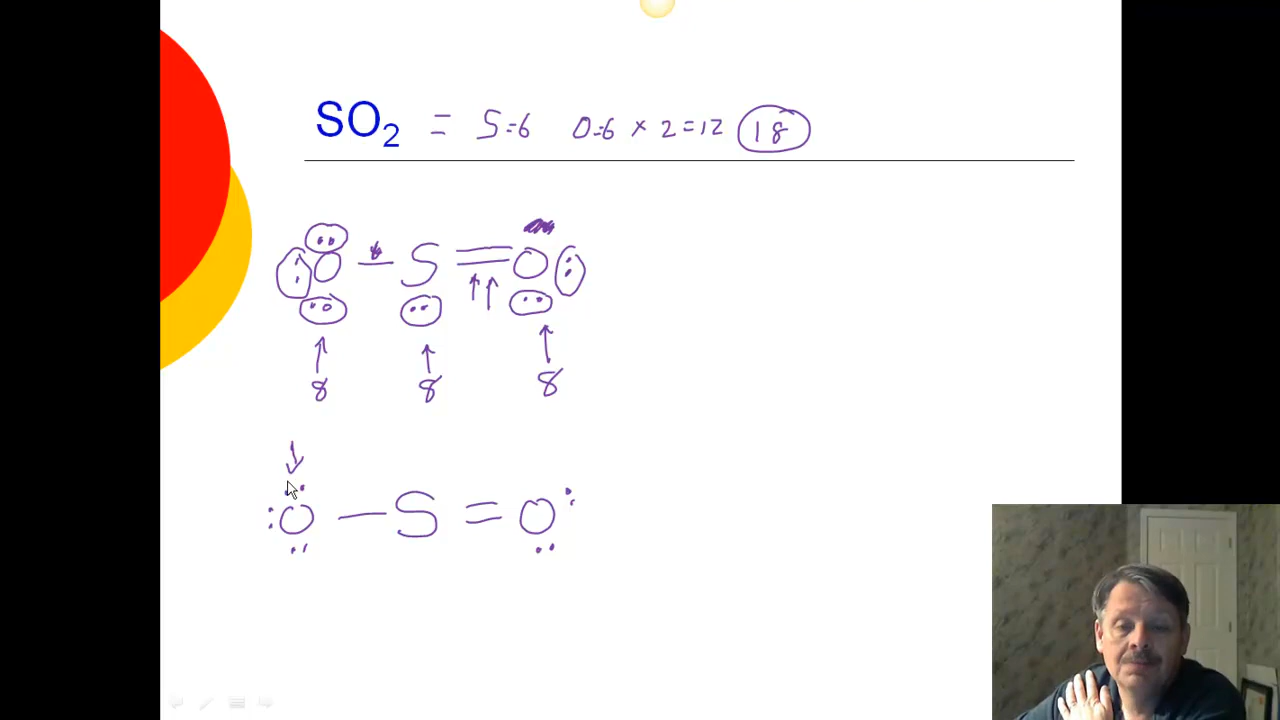 SO₂ = S=6 O=6 × 2=12 18
O – S = O
8 8 8
O – S = O